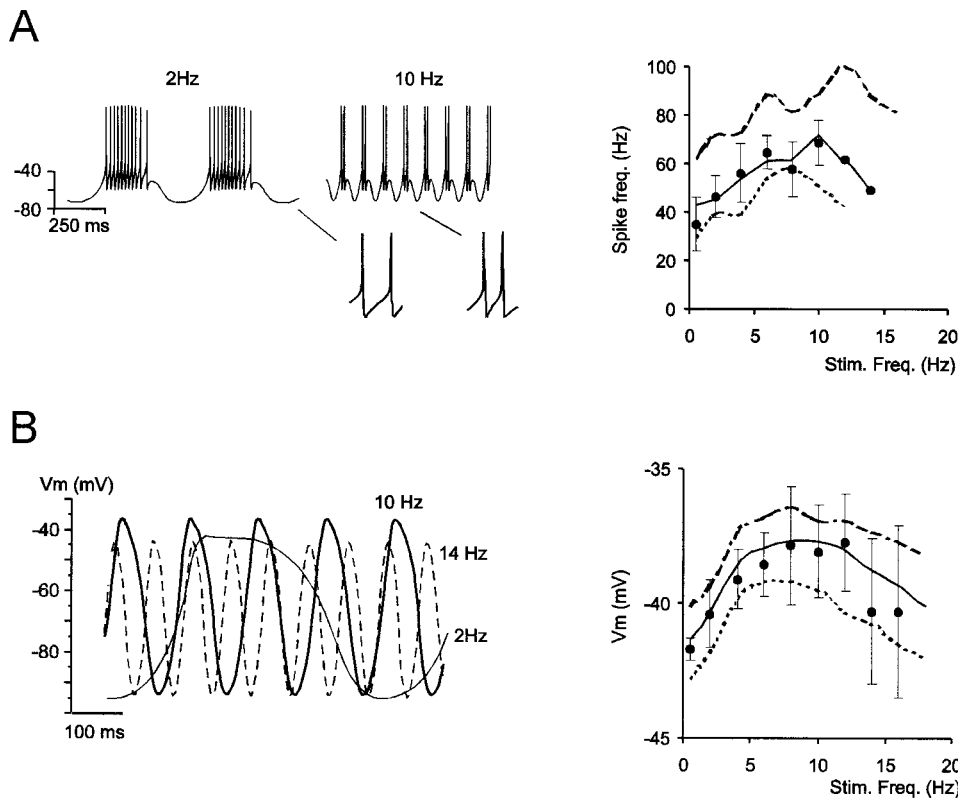 A
2Hz
10 Hz
-40
-80
250 ms
Spike freq. (Hz)
100
80
60
40
20
0
0
5
10
15
20
Stim. Freq. (Hz)
B
Vm (mV)
-40
-60
-80
10 Hz
14 Hz
2Hz
100 ms
Vm (mV)
-35
-40
-45
0
5
10
15
20
Stim. Freq. (Hz)